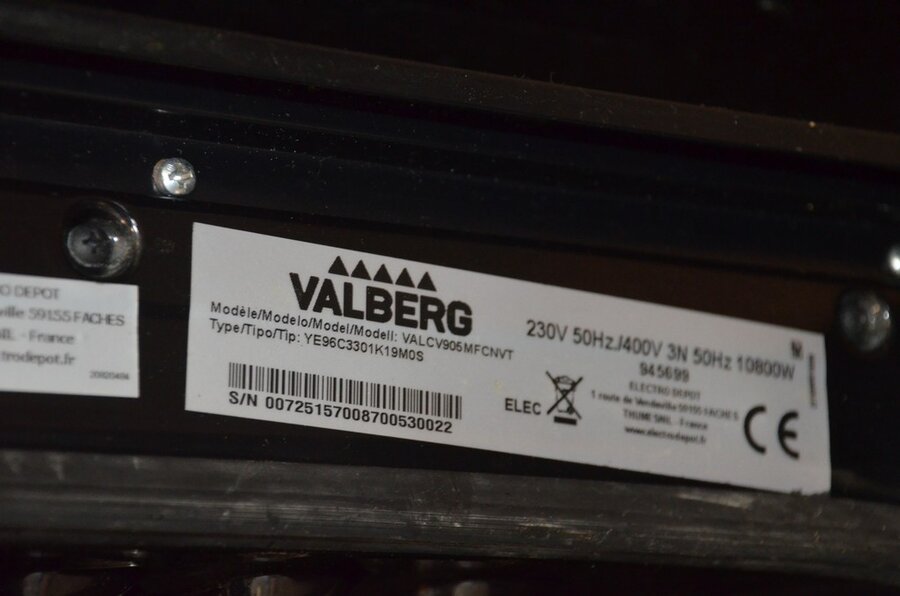 O DEPOT
ville 59155 FACHES
- France
ctrodepot.fr
VALBERG
Modèle/Modelo/Model/Modell: VALCV905MFCNVT
Type/Tipo/Tip: YE96C3301K19M0S
S/N 00725157008700530022
230V 50Hz./400V 3N 50Hz 10800W
945699
ELEC
ELECTRO DEPOT
1 route de Vendeville 59155 FACHES
THUMESNIL - France
www.electrodepot.fr
CE